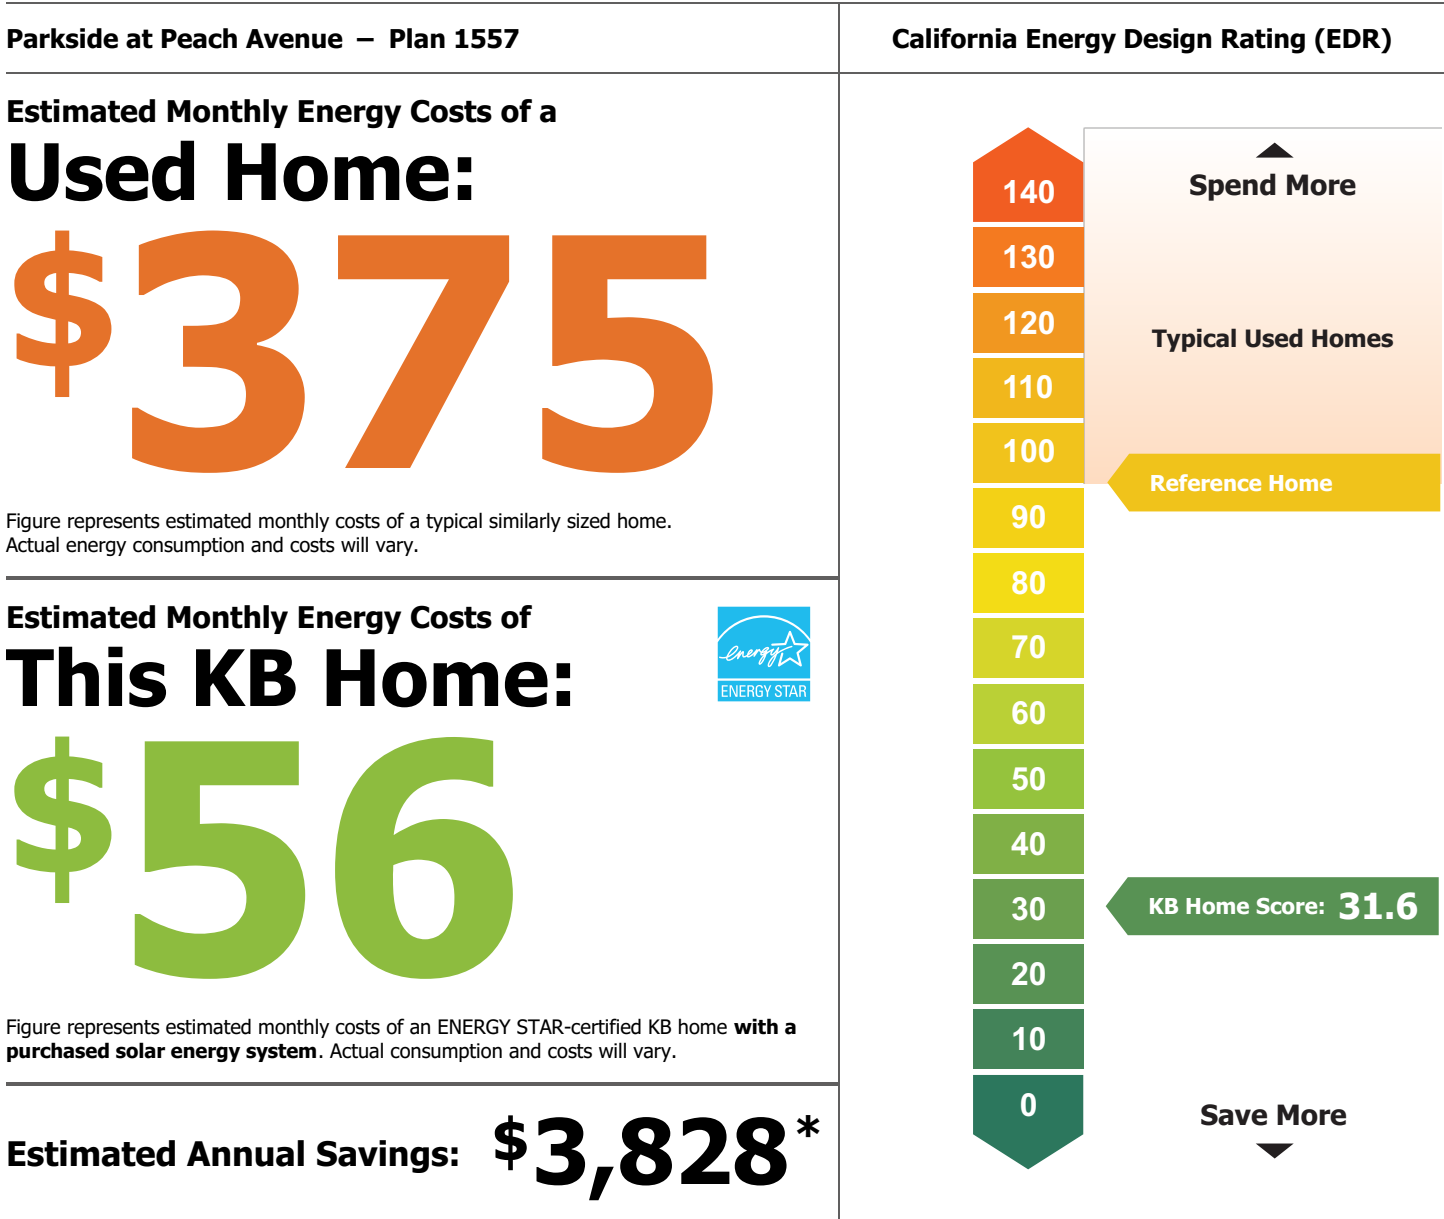 Parkside at Peach Avenue – Plan 1557
Estimated Monthly Energy Costs of a
Used Home:
$375
Figure represents estimated monthly costs of a typical similarly sized home.
Actual energy consumption and costs will vary.
Estimated Monthly Energy Costs of
This KB Home:
energy
ENERGY STAR
$56
Figure represents estimated monthly costs of an ENERGY STAR-certified KB home with a
purchased solar energy system. Actual consumption and costs will vary.
Estimated Annual Savings: $3,828*
California Energy Design Rating (EDR)
140
130
120
110
100
90
80
70
60
50
40
30
20
10
0
Spend More
Typical Used Homes
Reference Home
KB Home Score: 31.6
Save More